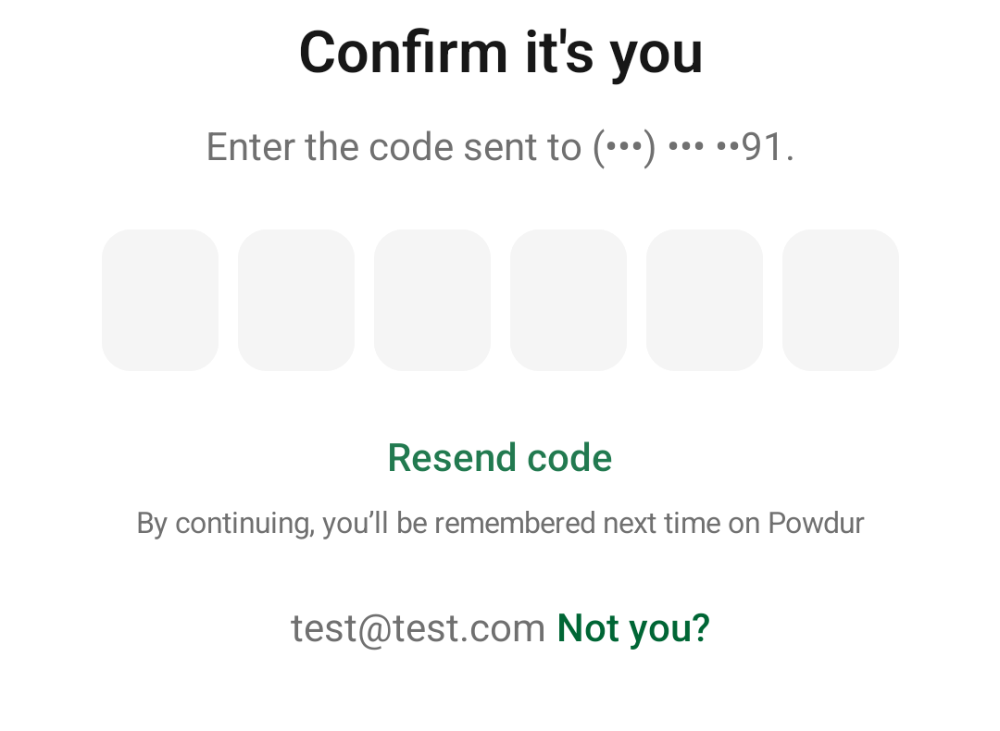 Confirm it's you
Enter the code sent to (•••) ••• ••91.
Resend code
By continuing, you’ll be remembered next time on Powdur
test@test.com Not you?